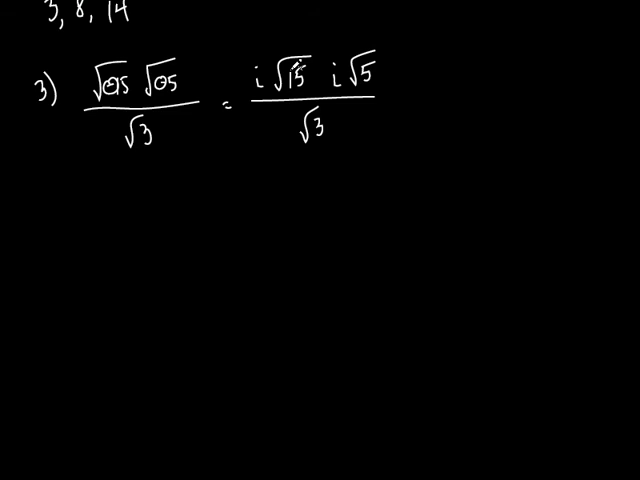 3, 8, 14
3) √-15 √-5 / √3 = i √15 i √5 / √3